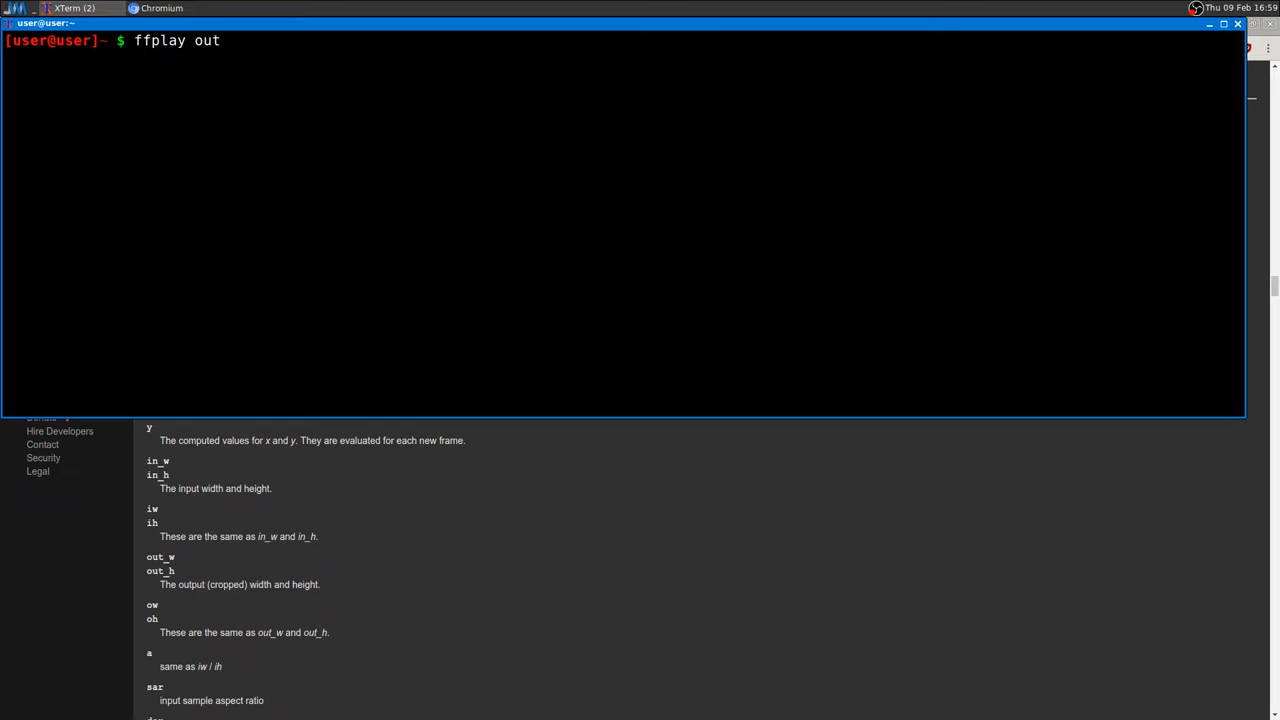 XTerm (2)
Chromium
Thu 09 Feb 16:59
user@user:~
[user@user]~ $ ffplay out
Hire Developers
Contact
Security
Legal
y
The computed values for x and y. They are evaluated for each new frame.
in_w
in_h
The input width and height.
iw
ih
These are the same as in_w and in_h.
out_w
out_h
The output (cropped) width and height.
ow
oh
These are the same as out_w and out_h.
a
same as iw / ih
sar
input sample aspect ratio